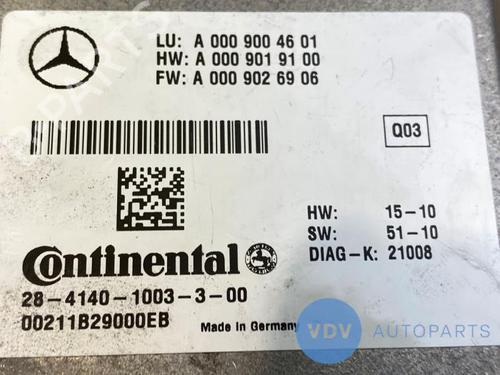 LU: A 000 900 46 01
HW: A 000 901 91 00
FW: A 000 902 69 06
Q03
HW: 15-10
SW: 51-10
DIAG-K: 21008
Continental
28-4140-1003-3-00
00211B29000EB
Made in Germany
VDV AUTOPARTS